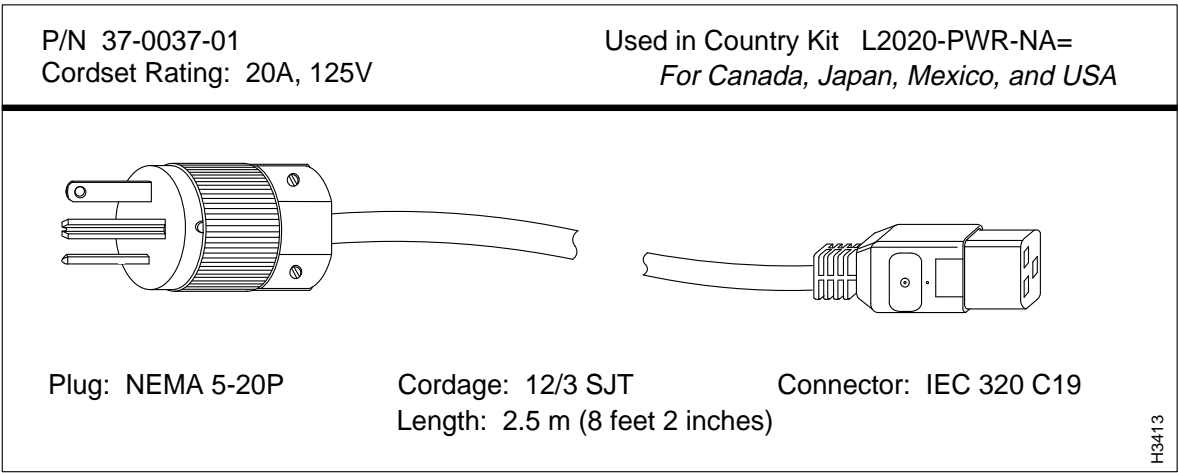 P/N 37-0037-01
Cordset Rating: 20A, 125V
Used in Country Kit L2020-PWR-NA=
For Canada, Japan, Mexico, and USA
Plug: NEMA 5-20P
Cordage: 12/3 SJT
Length: 2.5 m (8 feet 2 inches)
Connector: IEC 320 C19
H3413